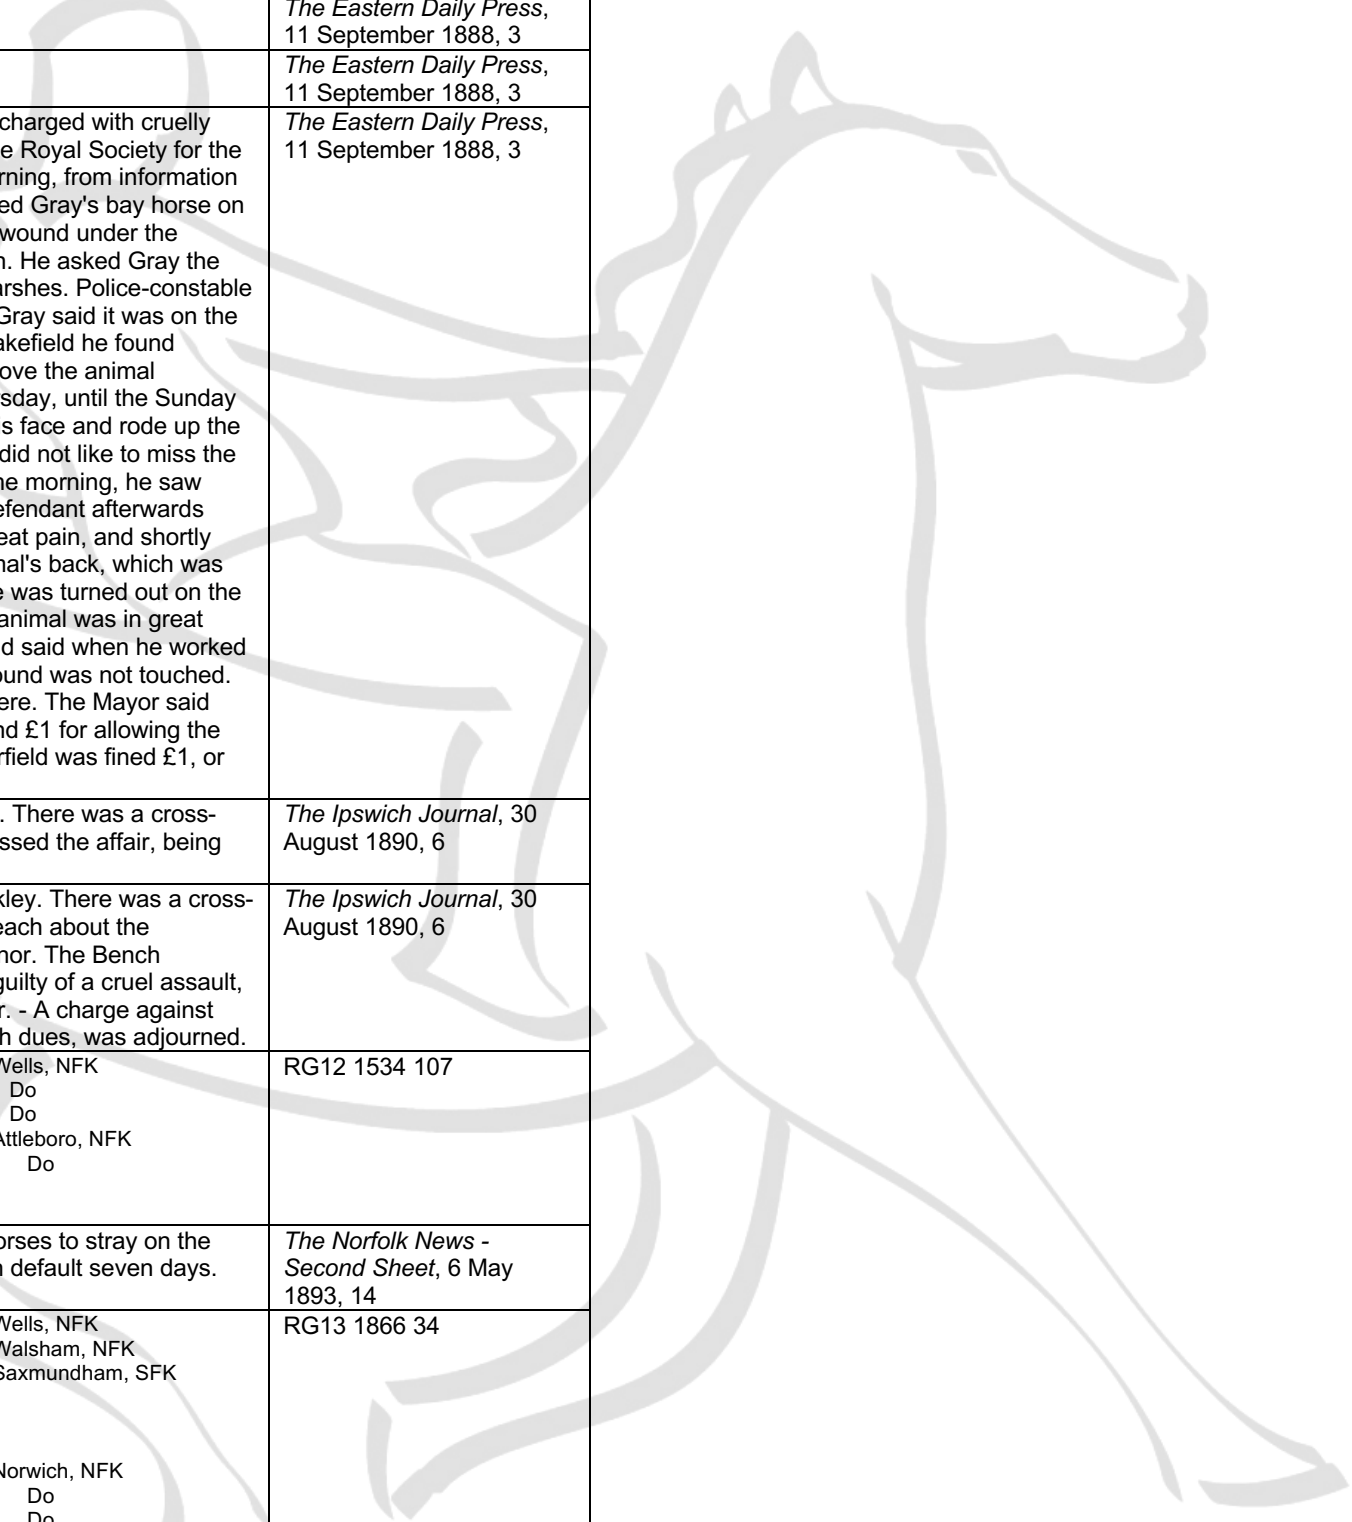 The Eastern Daily Press,
11 September 1888, 3
The Eastern Daily Press,
11 September 1888, 3
charged with cruelly
e Royal Society for the
rning, from information
ed Gray's bay horse on
wound under the
n. He asked Gray the
arshes. Police-constable
Gray said it was on the
akefield he found
ove the animal
rsday, until the Sunday
is face and rode up the
did not like to miss the
he morning, he saw
efendant afterwards
eat pain, and shortly
nal's back, which was
e was turned out on the
animal was in great
d said when he worked
ound was not touched.
ere. The Mayor said
nd £1 for allowing the
rfield was fined £1, or
The Eastern Daily Press,
11 September 1888, 3
. There was a cross-
ssed the affair, being
The Ipswich Journal, 30
August 1890, 6
kley. There was a cross-
each about the
nor. The Bench
guilty of a cruel assault,
r. - A charge against
h dues, was adjourned.
The Ipswich Journal, 30
August 1890, 6
Wells, NFK
Do
Do
Attleboro, NFK
Do
RG12 1534 107
orses to stray on the
n default seven days.
The Norfolk News -
Second Sheet, 6 May
1893, 14
Wells, NFK
Walsham, NFK
Saxmundham, SFK
Norwich, NFK
Do
Do
RG13 1866 34